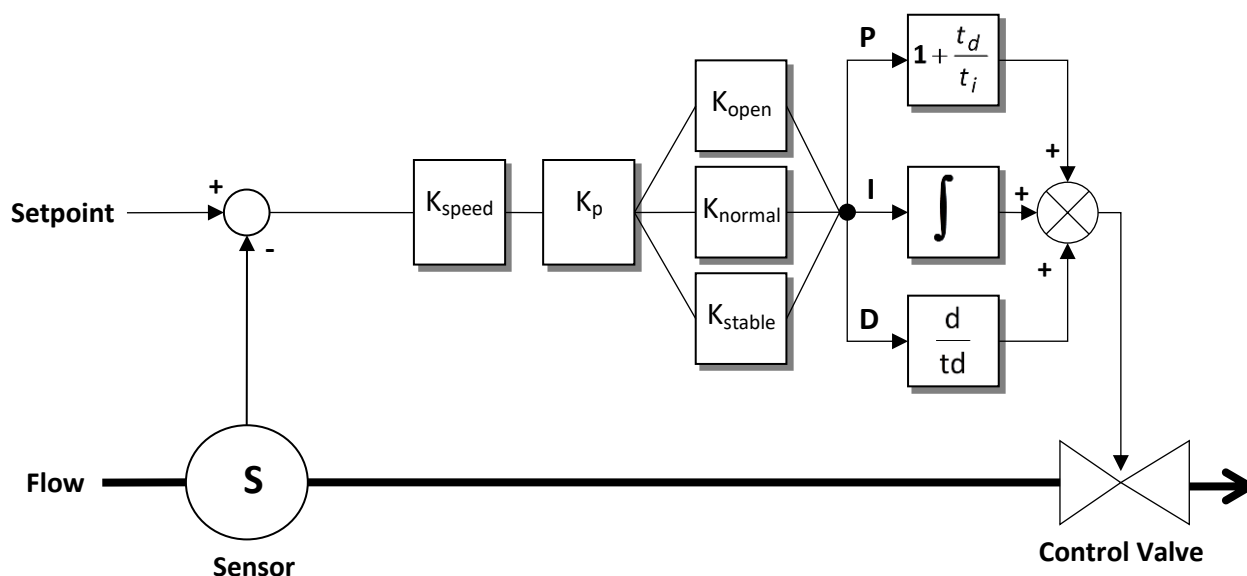 P
1 + t_d / t_i
K_open
+
+
I
∫
+
Setpoint
K_speed
K_p
K_normal
-
+
K_stable
D
d
td
Flow
S
Sensor
Control Valve